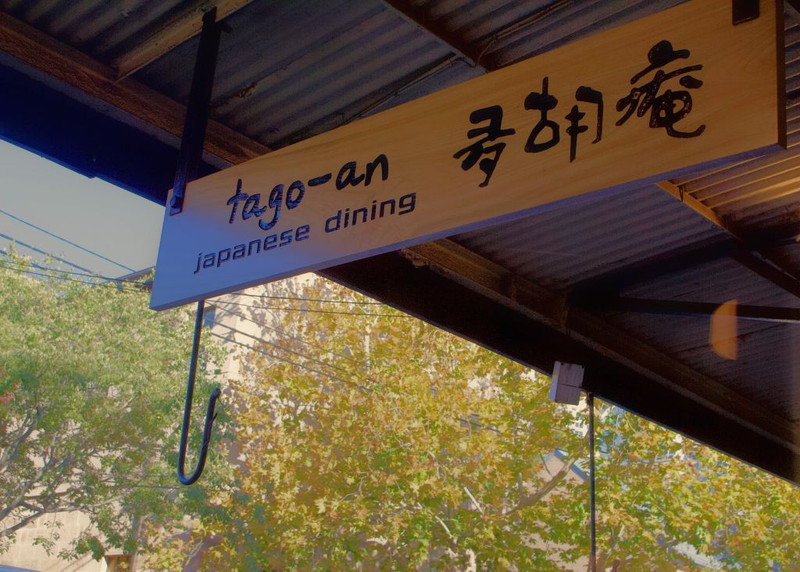 tago-an
japanese dining
多胡庵